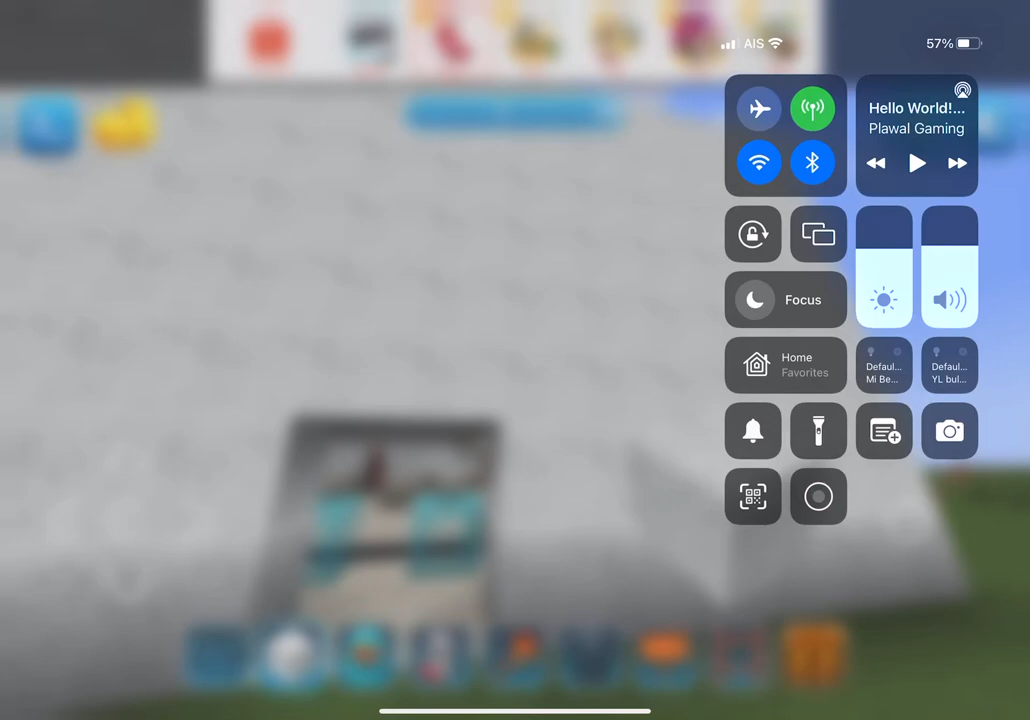 AIS
57%
Hello World!...
Plawal Gaming
Focus
Home
Favorites
Defaul...
Mi Be...
Defaul...
YL bul...